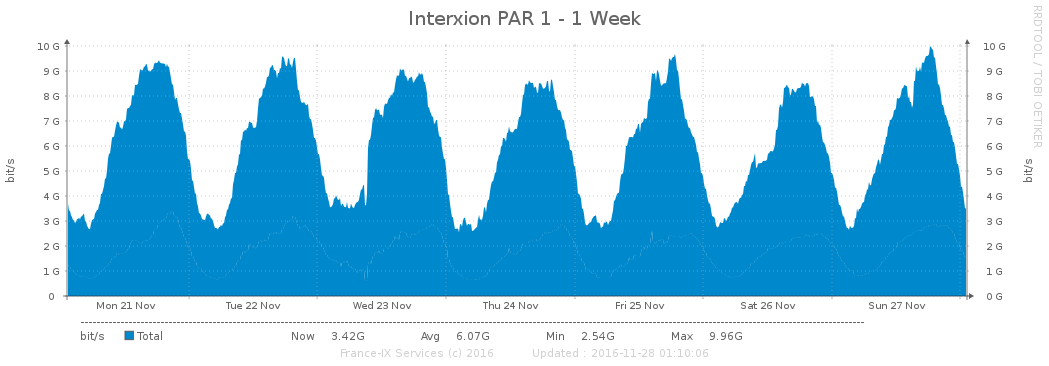 Interxion PAR 1 - 1 Week
RRDTOOL / TOBI OETIKER
bit/s
10 G
9 G
8 G
7 G
6 G
5 G
4 G
3 G
2 G
1 G
0
10 G
9 G
8 G
7 G
6 G
5 G
4 G
3 G
2 G
1 G
0 G
bit/s
Mon 21 Nov Tue 22 Nov Wed 23 Nov Thu 24 Nov Fri 25 Nov Sat 26 Nov Sun 27 Nov
bit/s Total Now 3.42G Avg 6.07G Min 2.54G Max 9.96G
France-IX Services (c) 2016 Updated : 2016-11-28 01:10:06